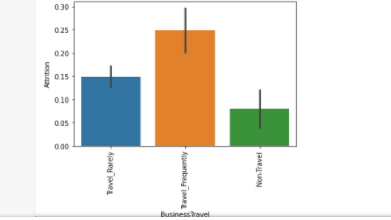 0.30
0.25
0.20
0.15
0.10
0.05
0.00
Attrition
Travel_Rarely
Travel_Frequently
Non-Travel
BusinessTravel